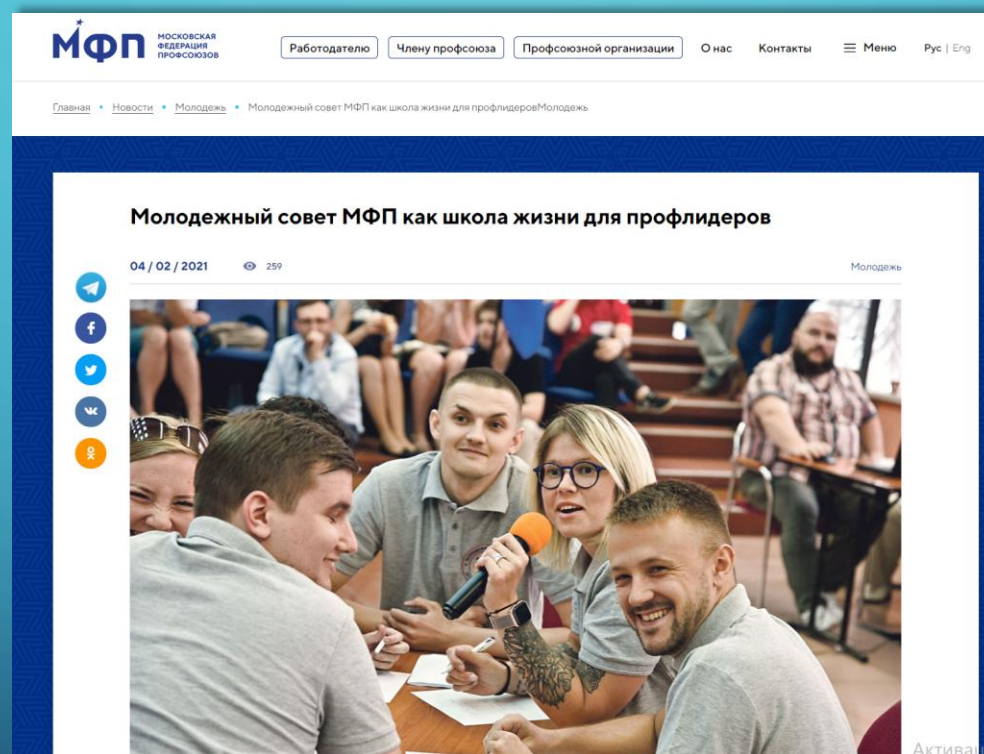 МФП
МОСКОВСКАЯ
ФЕДЕРАЦИЯ
ПРОФСОЮЗОВ
Работодателю Члену профсоюза Профсоюзной организации О нас Контакты Меню Рус | Eng
Главная • Новости • Молодежь • Молодежный совет МФП как школа жизни для профлидеровМолодежь
Молодежный совет МФП как школа жизни для профлидеров
04 / 02 / 2021 259 Молодежь